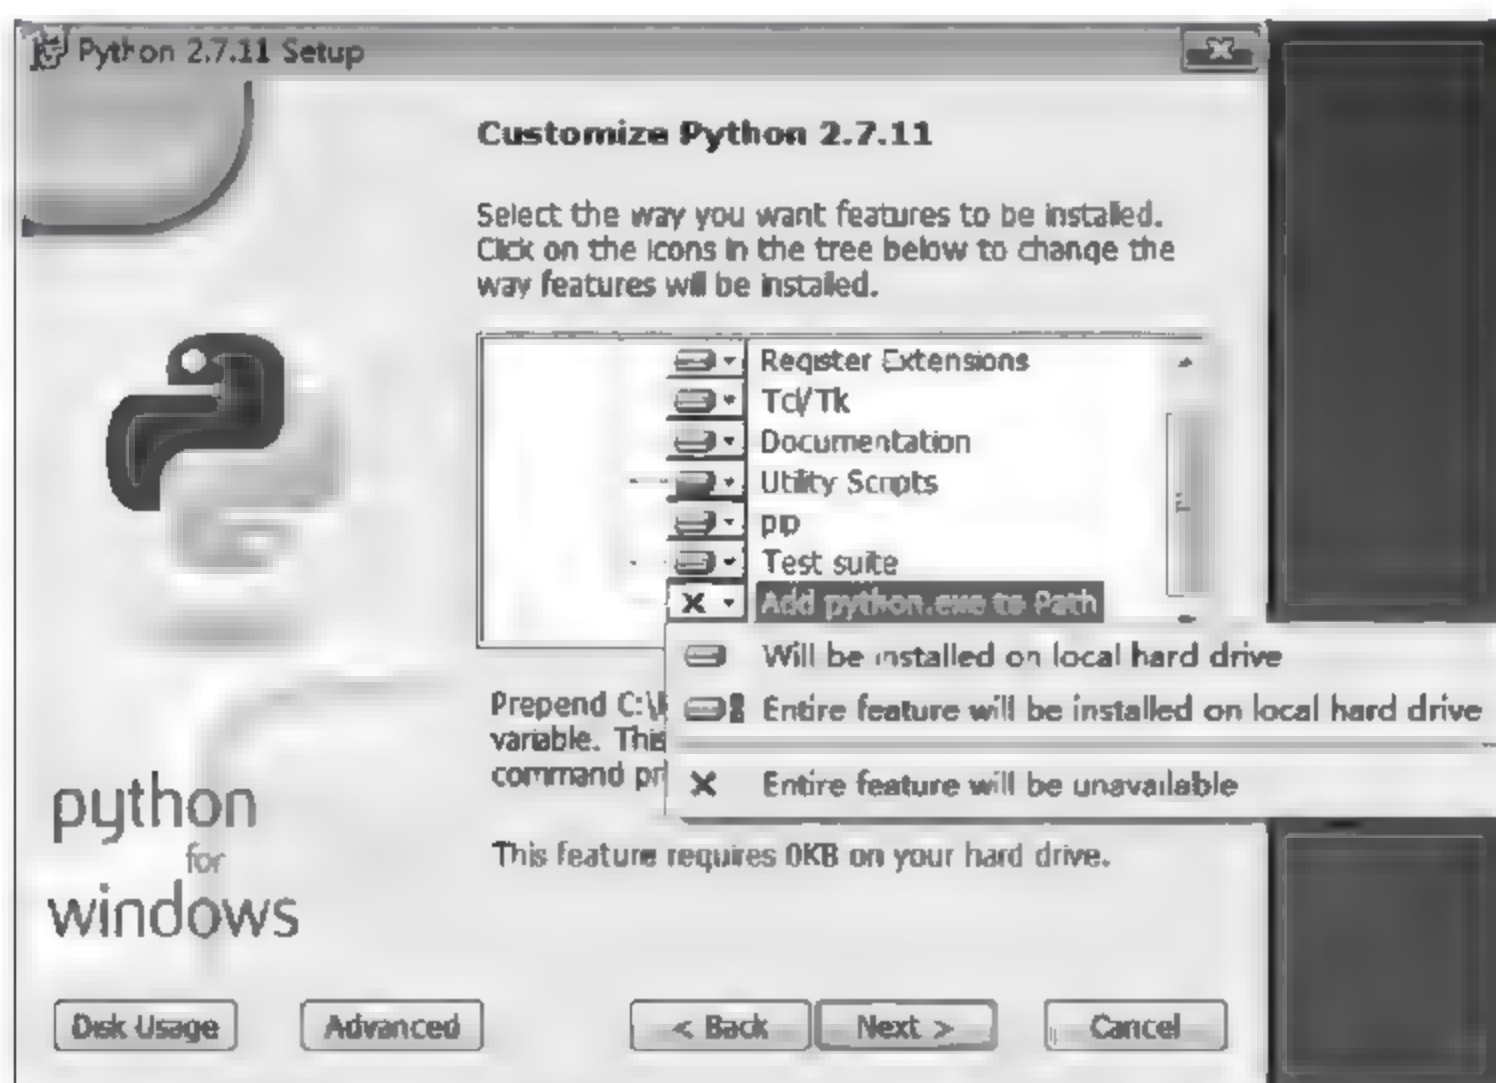 Python 2.7.11 Setup
Customize Python 2.7.11
Select the way you want features to be installed.
Click on the icons in the tree below to change the
way features will be installed.
Register Extensions
Tcl/Tk
Documentation
Utility Scripts
pip
Test suite
Add python.exe to Path
Will be installed on local hard drive
Entire feature will be installed on local hard drive
Entire feature will be unavailable
Prepend C:\
variable. This
command
This feature requires 0KB on your hard drive.
python
for
windows
Disk Usage
Advanced
< Back
Next >
Cancel